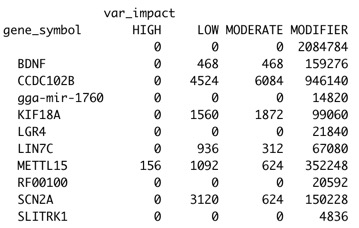 var_impact
gene_symbol HIGH LOW MODERATE MODIFIER
0 0 0 2084784
BDNF 0 468 468 159276
CCDC102B 0 4524 6084 946140
gga-mir-1760 0 0 0 14820
KIF18A 0 1560 1872 99060
LGR4 0 0 0 21840
LIN7C 0 936 312 67080
METTL15 156 1092 624 352248
RF00100 0 0 0 20592
SCN2A 0 3120 624 150228
SLITRK1 0 0 0 4836